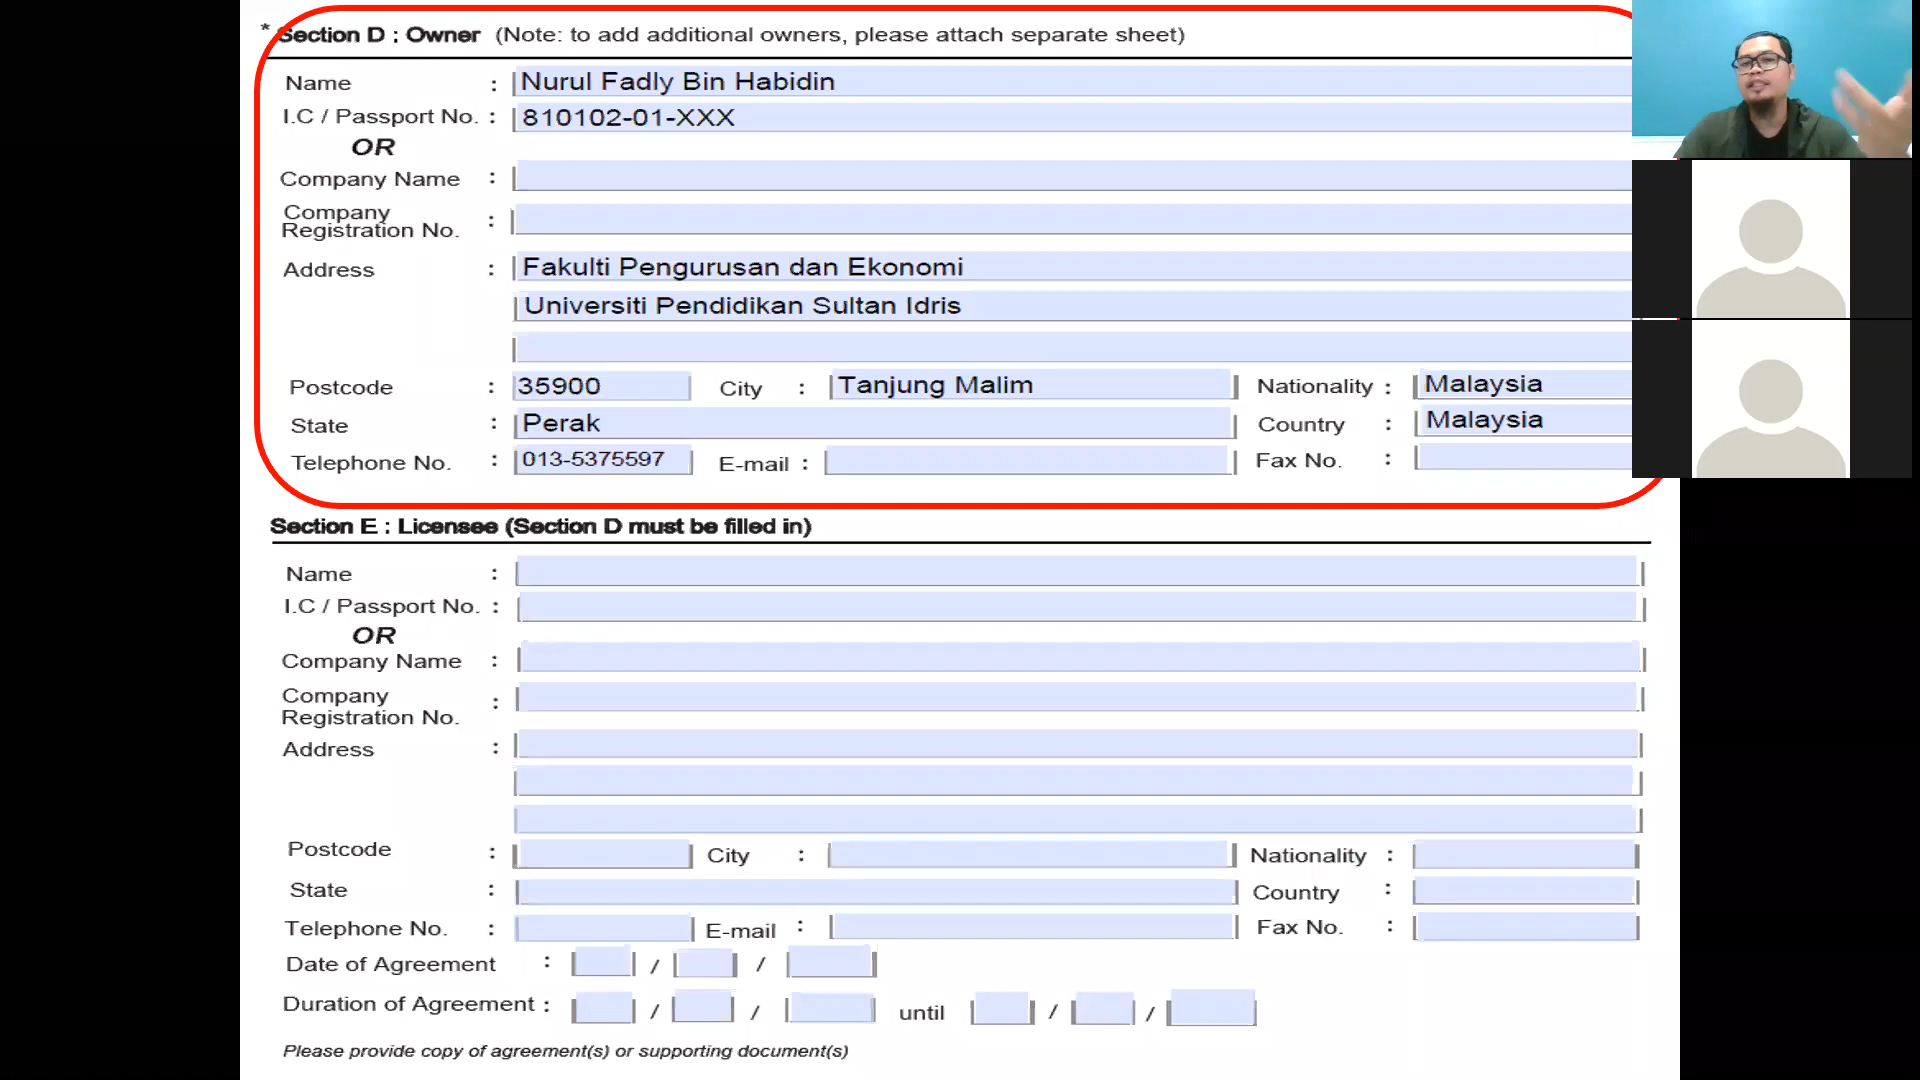 * Section D : Owner (Note: to add additional owners, please attach separate sheet)
Name : Nurul Fadly Bin Habidin
I.C / Passport No. : 810102-01-XXX
OR
Company Name :
Company
Registration No. :
Address : Fakulti Pengurusan dan Ekonomi
Universiti Pendidikan Sultan Idris
Postcode : 35900 City : Tanjung Malim Nationality : Malaysia
State : Perak Country : Malaysia
Telephone No. : 013-5375597 E-mail : Fax No. :
Section E : Licensee (Section D must be filled in)
Name :
I.C / Passport No. :
OR
Company Name :
Company
Registration No. :
Address :
Postcode : City : Nationality :
State : Country :
Telephone No. : E-mail : Fax No. :
Date of Agreement : / /
Duration of Agreement : / / until / /
Please provide copy of agreement(s) or supporting document(s)